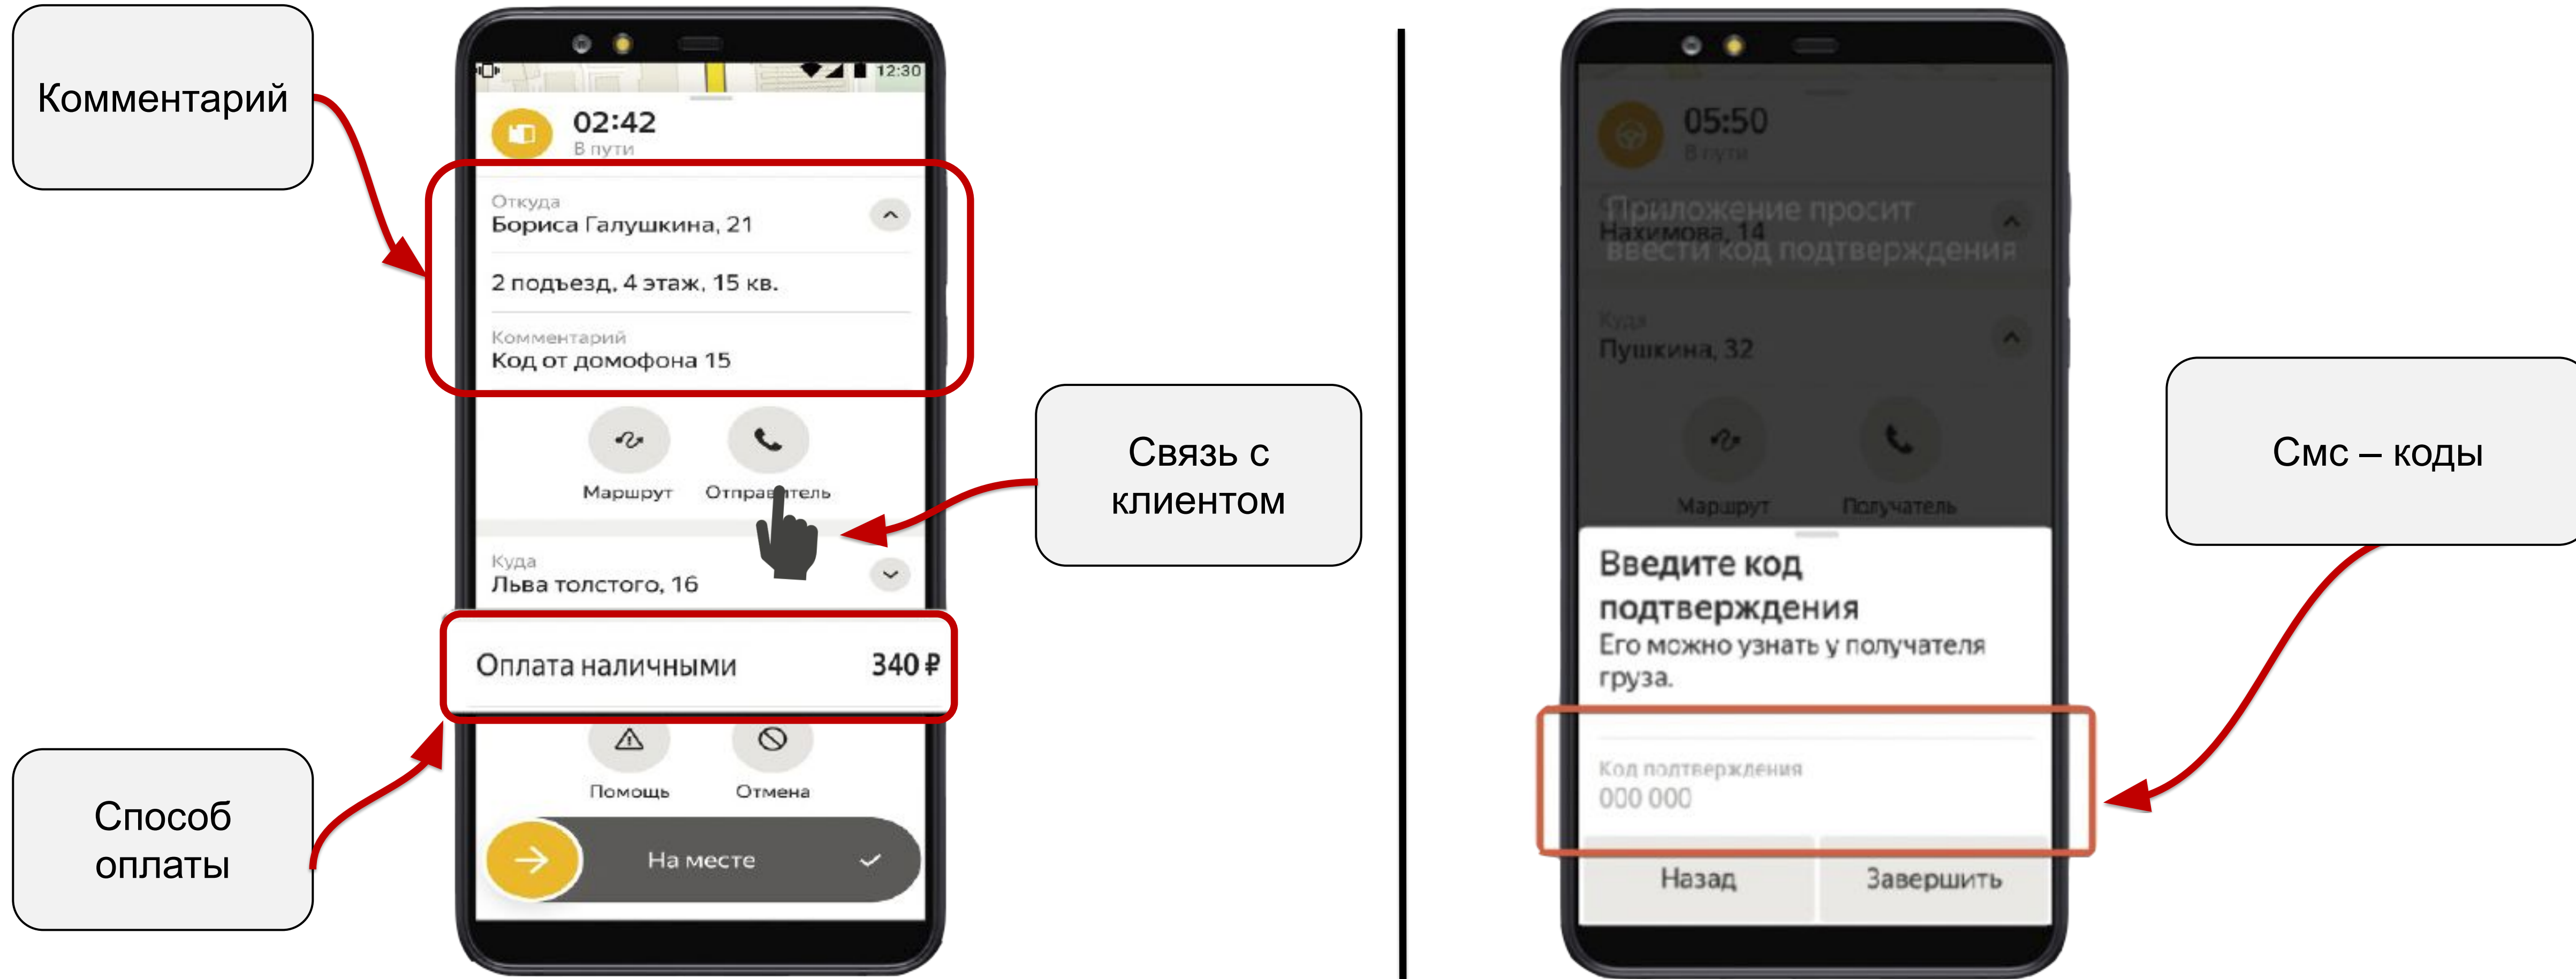 Комментарий
12:30
02:42
В пути
Откуда
Бориса Галушкина, 21
2 подъезд, 4 этаж, 15 кв.
Комментарий
Код от домофона 15
Маршрут Отправитель
Куда
Льва толстого, 16
Оплата наличными 340 ₽
Помощь Отмена
На месте
Связь с
клиентом
Способ
оплаты
05:50
В пути
Приложение просит
Нахимова, 14
ввести код подтверждения
Куда
Пушкина, 32
Маршрут Получатель
Введите код
подтверждения
Его можно узнать у получателя
груза.
Код подтверждения
000 000
Назад Завершить
Смс – коды